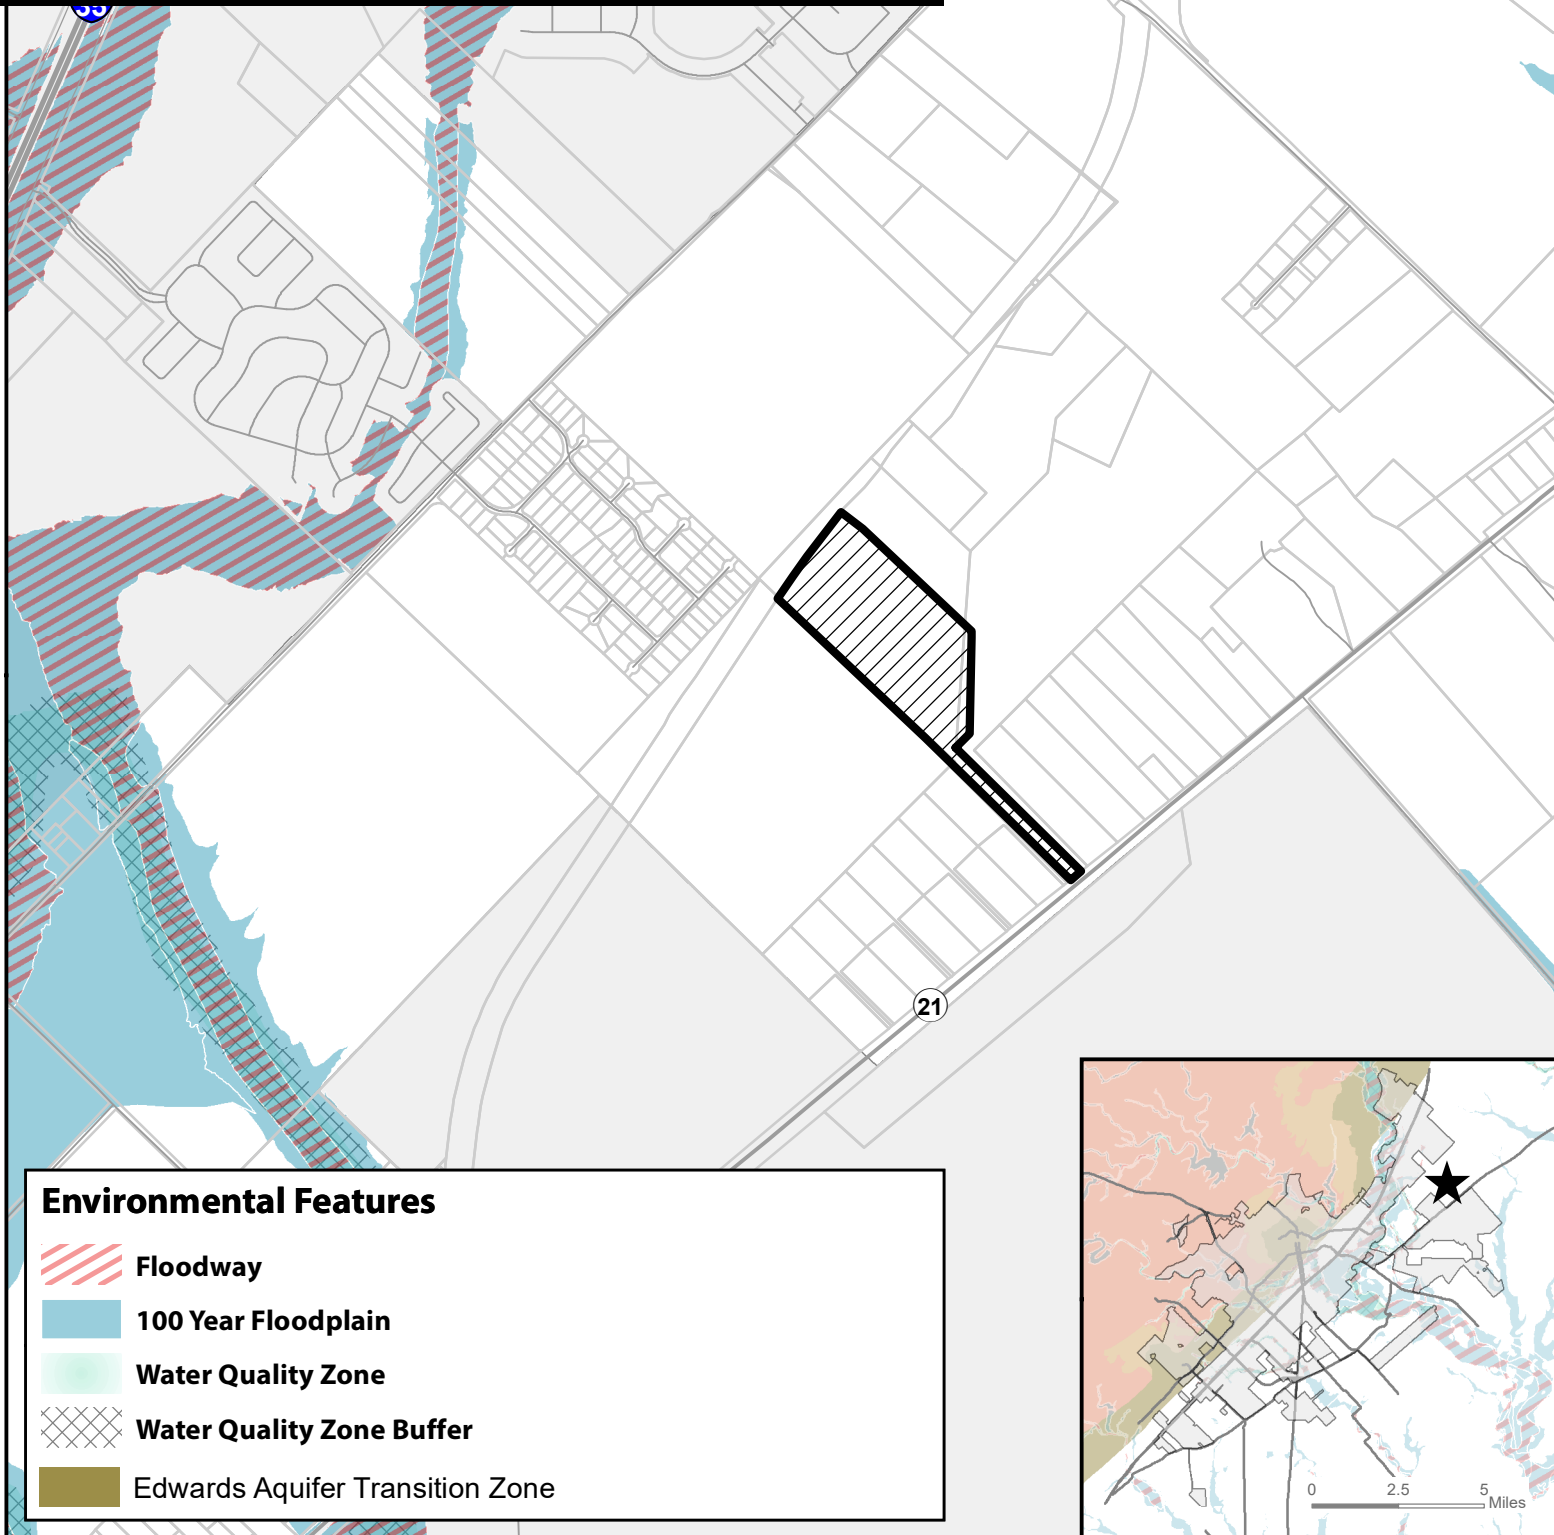 35
21
Environmental Features
Floodway
100 Year Floodplain
Water Quality Zone
Water Quality Zone Buffer
Edwards Aquifer Transition Zone
0 2.5 5
Miles